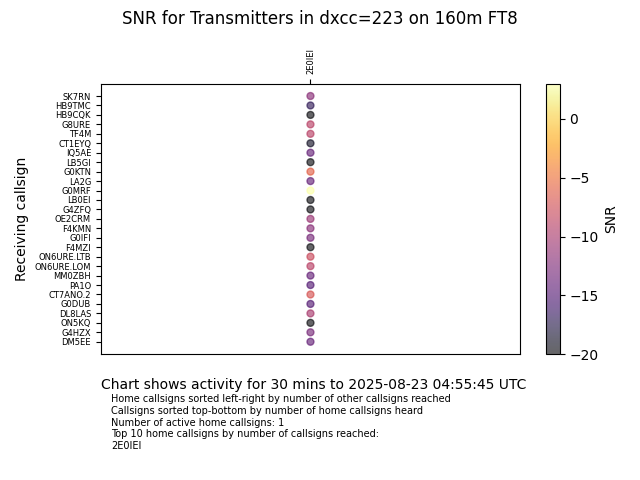 SNR for Transmitters in dxcc=223 on 160m FT8
2E0IEI
SK7RN
HB9TMC
HB9CQK
G8URE
TF4M
CT1EYQ
IQ5AE
LB5GI
G0KTN
LA2G
G0MRF
LB0EI
G4ZFQ
OE2CRM
F4KMN
G0IFI
F4MZI
ON6URE.LTB
ON6URE.LOM
MM0ZBH
PA1O
CT7ANO.2
G0DUB
DL8LAS
ON5KQ
G4HZX
DM5EE
Receiving callsign
0
−5
−10
−15
−20
SNR
Chart shows activity for 30 mins to 2025-08-23 04:55:45 UTC
Home callsigns sorted left-right by number of other callsigns reached
Callsigns sorted top-bottom by number of home callsigns heard
Number of active home callsigns: 1
Top 10 home callsigns by number of callsigns reached:
2E0IEI